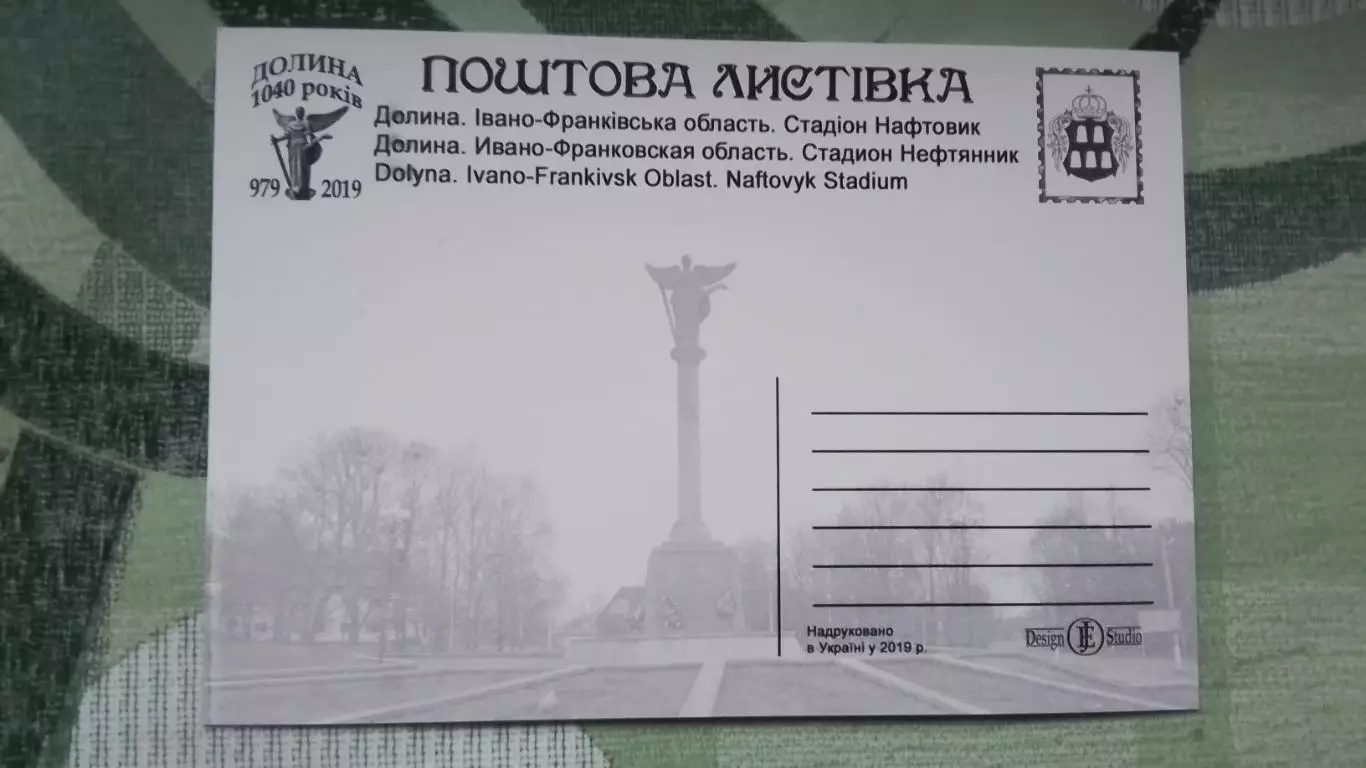 ДОЛИНА
1040 років
979 2019
ПОШТОВА ЛИСТІВКА
Долина. Івано-Франківська область. Стадіон Нафтовик
Долина. Ивано-Франковская область. Стадион Нефтянник
Dolyna. Ivano-Frankivsk Oblast. Naftovyk Stadium
Надруковано
в Україні у 2019 р.
Design Studio